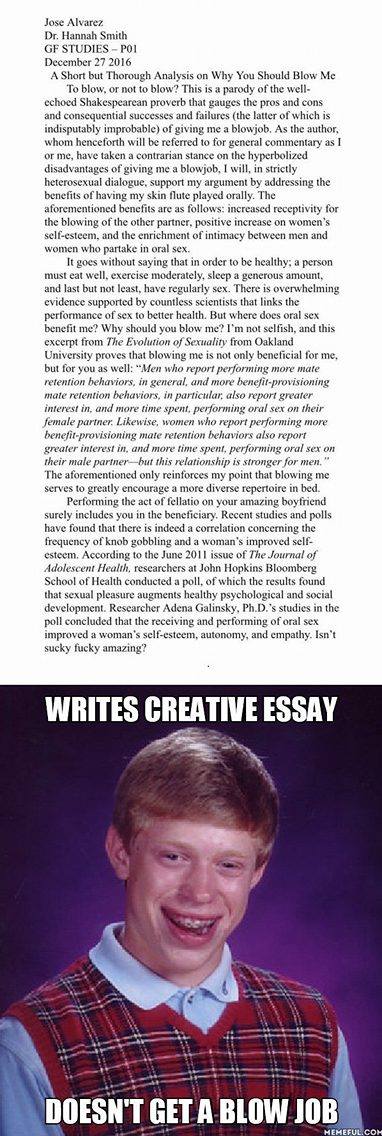 Jose Alvarez
Dr. Hannah Smith
GF STUDIES – P01
December 27 2016
A Short but Thorough Analysis on Why You Should Blow Me
To blow, or not to blow? This is a parody of the well-
echoed Shakespearean proverb that gauges the pros and cons
and consequential successes and failures (the latter of which is
indisputably improbable) of giving me a blowjob. As the author,
whom henceforth will be referred to for general commentary as I
or me, have taken a contrarian stance on the hyperbolized
disadvantages of giving me a blowjob, I will, in strictly
heterosexual dialogue, support my argument by addressing the
benefits of having my skin flute played orally. The
aforementioned benefits are as follows: increased receptivity for
the blowing of the other partner, positive increase on women's
self-esteem, and the enrichment of intimacy between men and
women who partake in oral sex.
It goes without saying that in order to be healthy; a person
must eat well, exercise moderately, sleep a generous amount,
and last but not least, have regularly sex. There is overwhelming
evidence supported by countless scientists that links the
performance of sex to better health. But where does oral sex
benefit me? Why should you blow me? I'm not selfish, and this
excerpt from The Evolution of Sexuality from Oakland
University proves that blowing me is not only beneficial for me,
but for you as well: “Men who report performing more mate
retention behaviors, in general, and more benefit-provisioning
mate retention behaviors, in particular, also report greater
interest in, and more time spent, performing oral sex on their
female partner. Likewise, women who report performing more
benefit-provisioning mate retention behaviors also report
greater interest in, and more time spent, performing oral sex on
their male partner—but this relationship is stronger for men.”
The aforementioned only reinforces my point that blowing me
serves to greatly encourage a more diverse repertoire in bed.
Performing the act of fellatio on your amazing boyfriend
surely includes you in the beneficiary. Recent studies and polls
have found that there is indeed a correlation concerning the
frequency of knob gobbling and a woman's improved self-
esteem. According to the June 2011 issue of The Journal of
Adolescent Health, researchers at John Hopkins Bloomberg
School of Health conducted a poll, of which the results found
that sexual pleasure augments healthy psychological and social
development. Researcher Adena Galinsky, Ph.D.'s studies in the
poll concluded that the receiving and performing of oral sex
improved a woman's self-esteem, autonomy, and empathy. Isn't
sucky fucky amazing?
WRITES CREATIVE ESSAY
DOESN'T GET A BLOW JOB
MEMEFUL.COM